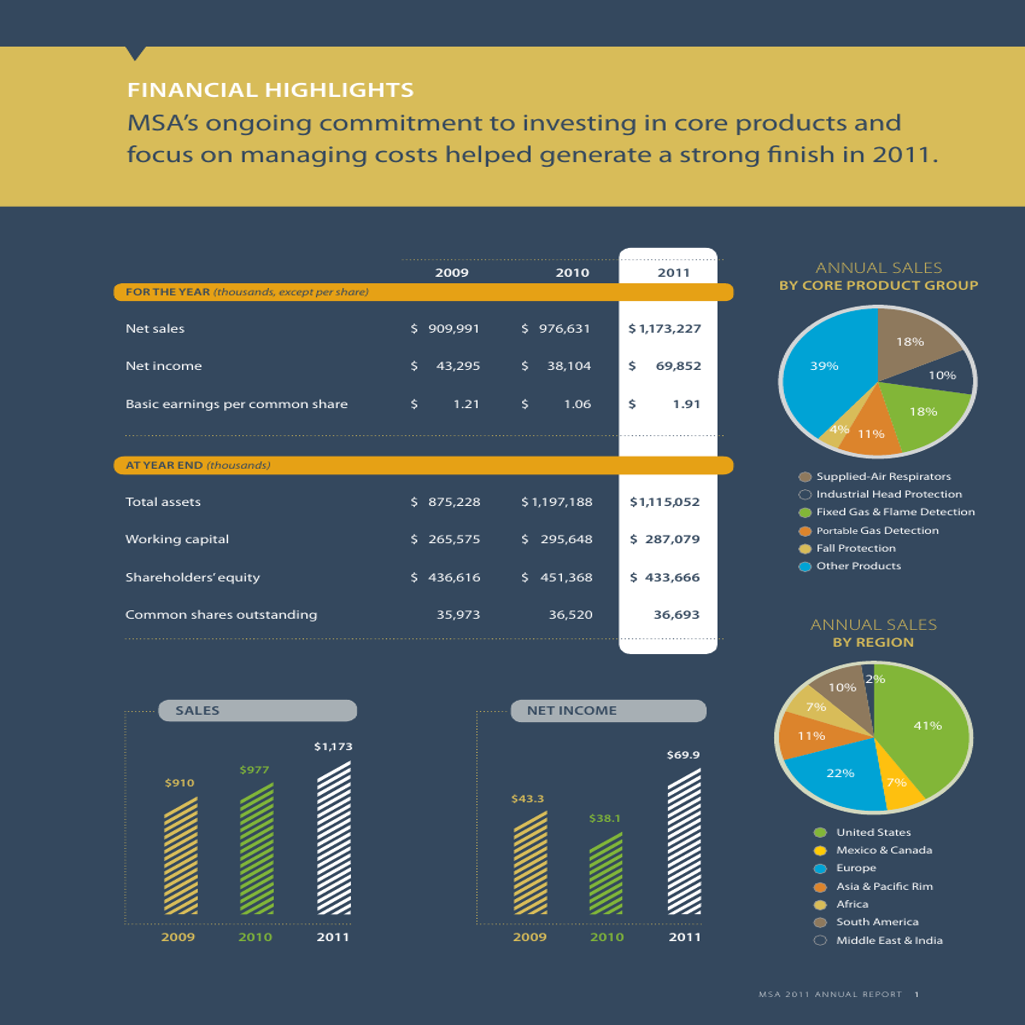 FINANCIAL HIGHLIGHTS
MSA's ongoing commitment to investing in core products and
focus on managing costs helped generate a strong finish in 2011.
2009 2010 2011
FOR THE YEAR (thousands, except per share)
Net sales $ 909,991 $ 976,631 $ 1,173,227
Net income $ 43,295 $ 38,104 $ 69,852
Basic earnings per common share $ 1.21 $ 1.06 $ 1.91
AT YEAR END (thousands)
Total assets $ 875,228 $ 1,197,188 $1,115,052
Working capital $ 265,575 $ 295,648 $ 287,079
Shareholders' equity $ 436,616 $ 451,368 $ 433,666
Common shares outstanding 35,973 36,520 36,693
ANNUAL SALES
BY CORE PRODUCT GROUP
18%
39%
10%
18%
4%
11%
Supplied-Air Respirators
Industrial Head Protection
Fixed Gas & Flame Detection
Portable Gas Detection
Fall Protection
Other Products
SALES
$910
$977
$1,173
2009 2010 2011
NET INCOME
$43.3
$38.1
$69.9
2009 2010 2011
ANNUAL SALES
BY REGION
2%
10%
7%
41%
11%
22%
7%
United States
Mexico & Canada
Europe
Asia & Pacific Rim
Africa
South America
Middle East & India
MSA 2011 ANNUAL REPORT 1